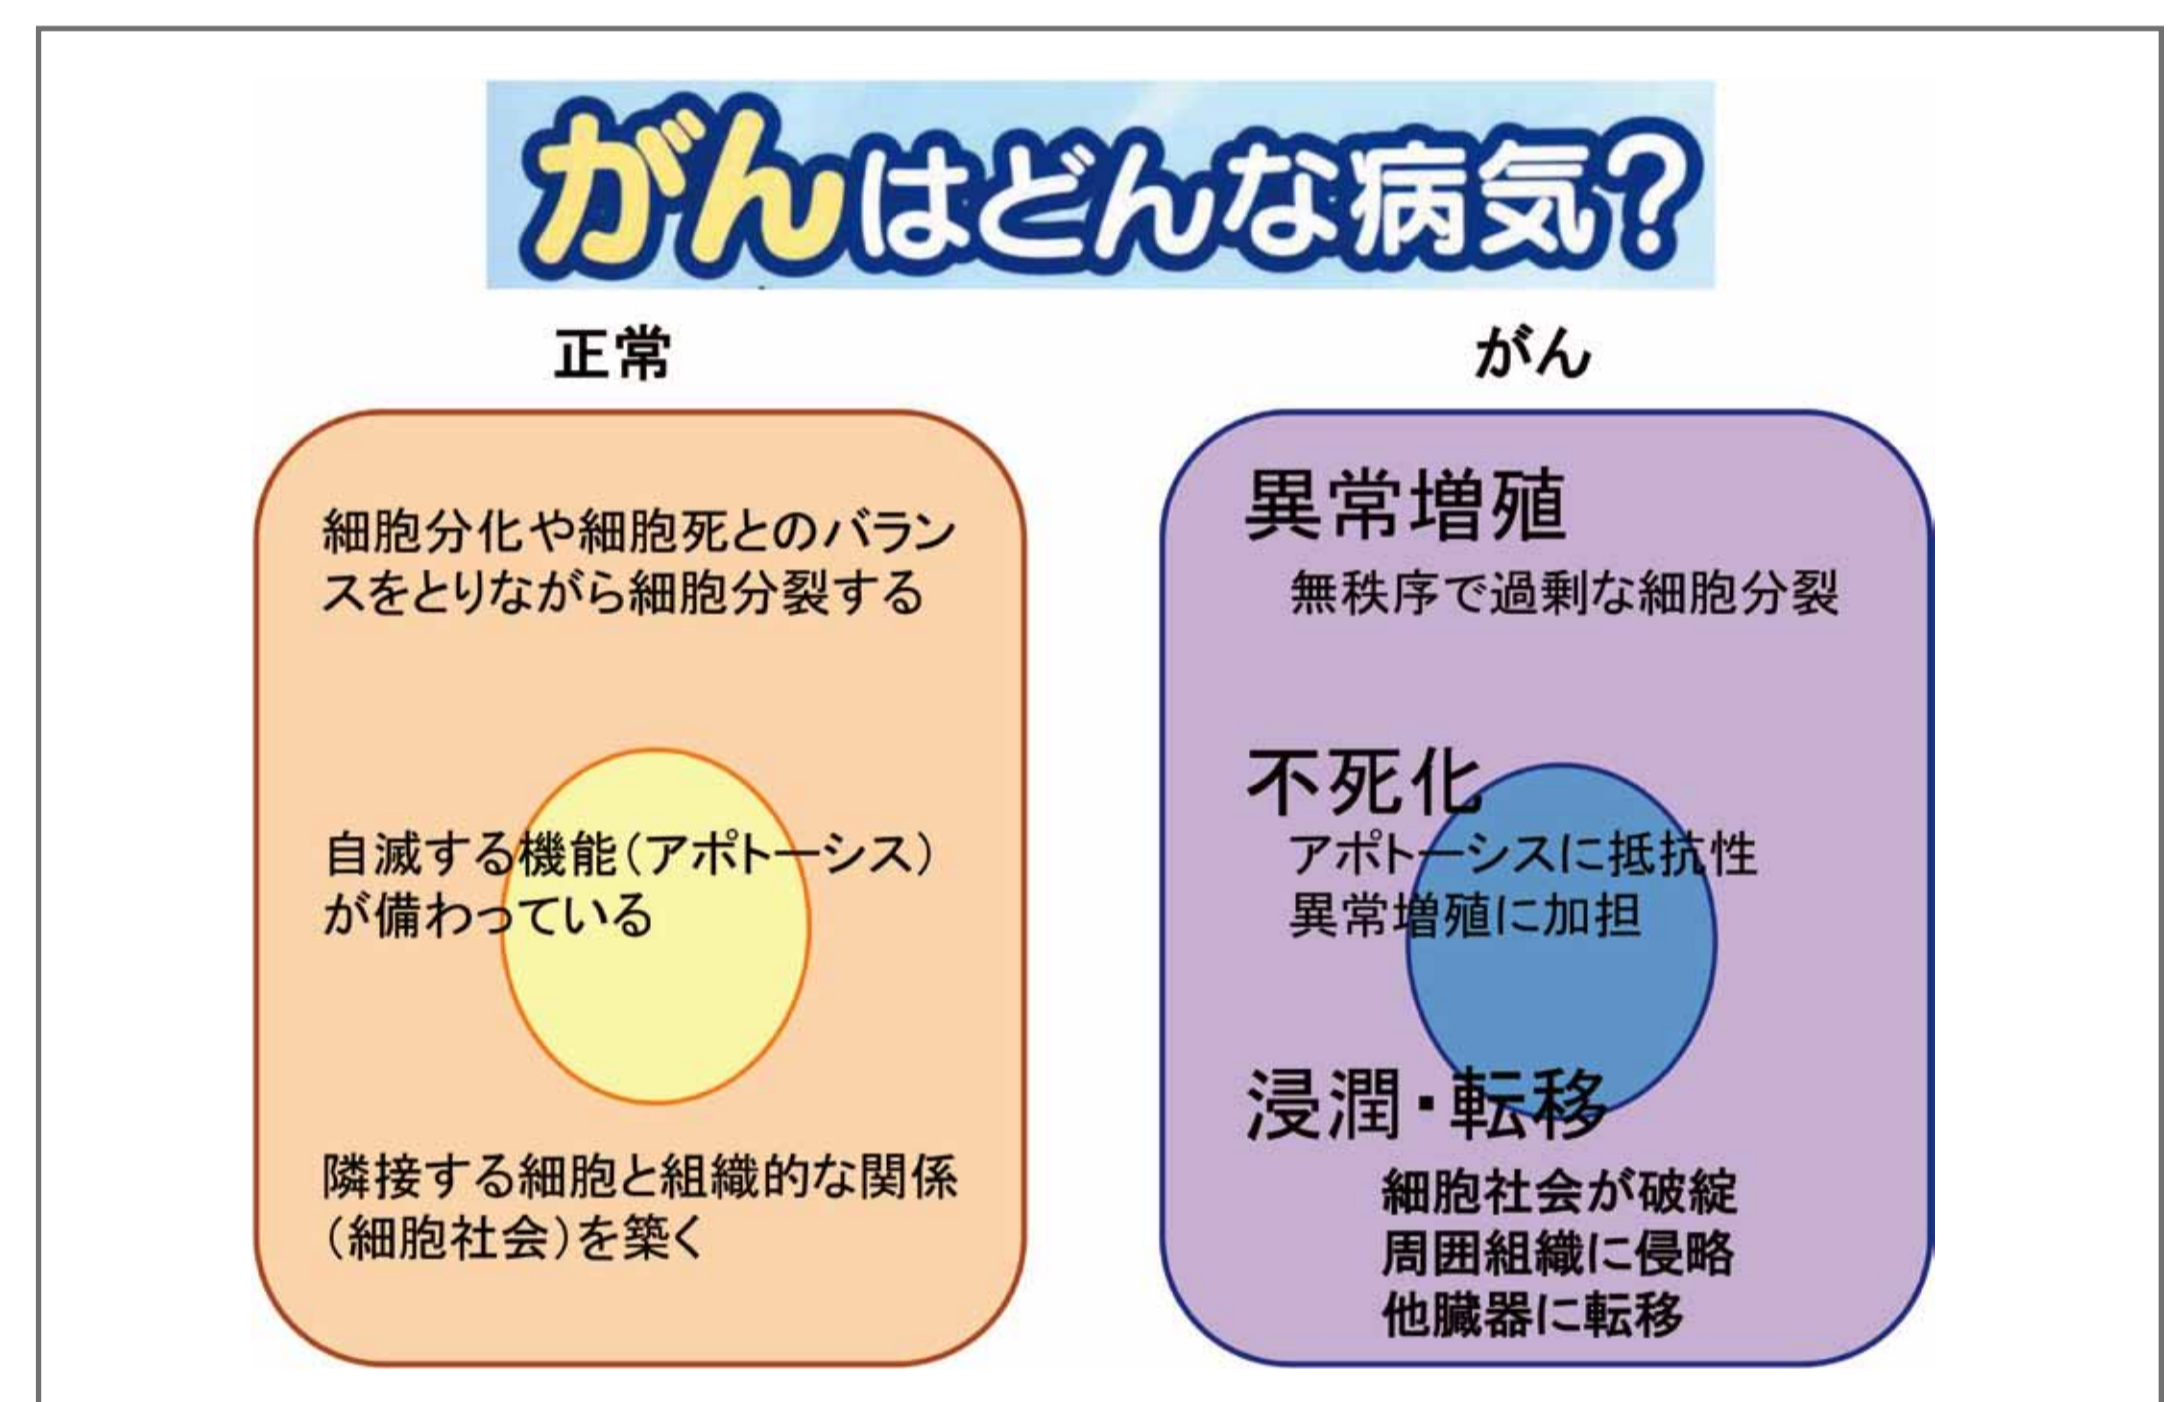 がんはどんな病気?
正常
細胞分化や細胞死とのバラン
スをとりながら細胞分裂する
自滅する機能(アポトーシス)
が備わっている
隣接する細胞と組織的な関係
(細胞社会)を築く
がん
異常増殖
無秩序で過剰な細胞分裂
不死化
アポトーシスに抵抗性
異常増殖に加担
浸潤・転移
細胞社会が破綻
周囲組織に侵略
他臓器に転移